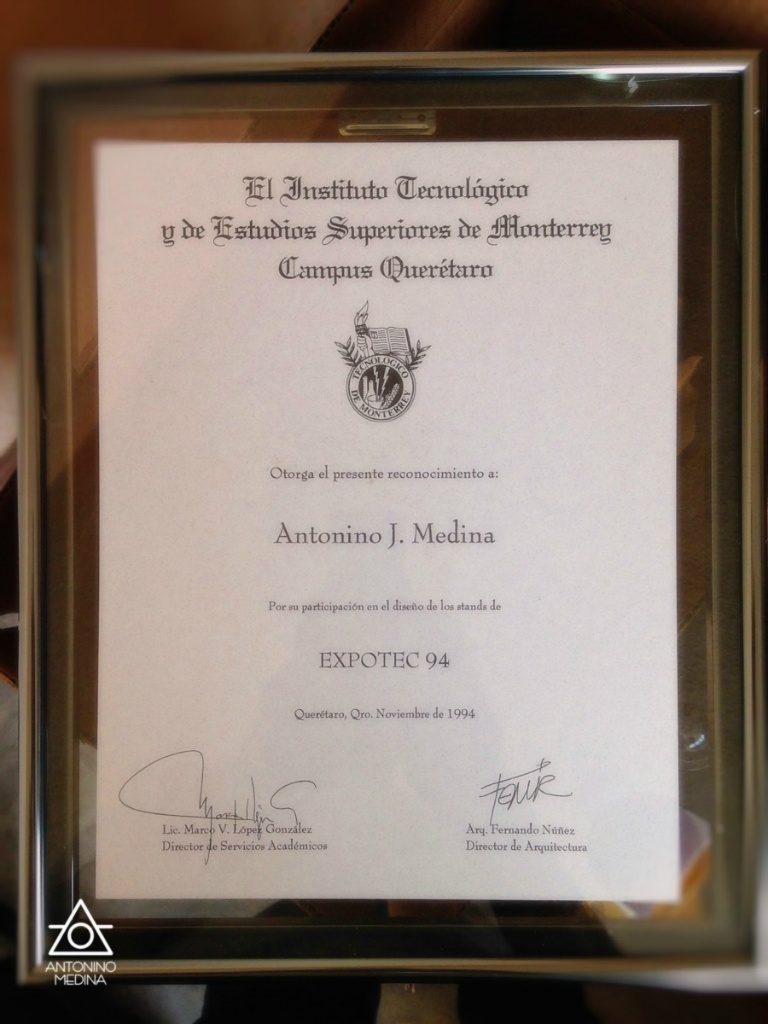 El Instituto Tecnológico
y de Estudios Superiores de Monterrey
Campus Querétaro
TECNOLOGICO
DE MONTERREY
Otorga el presente reconocimiento a:
Antonino J. Medina
Por su participación en el diseño de los stands de
EXPOTEC 94
Querétaro, Qro. Noviembre de 1994
Lic. Marco V. López González
Director de Servicios Académicos
Arq. Fernando Núñez
Director de Arquitectura
ANTONINO
MEDINA